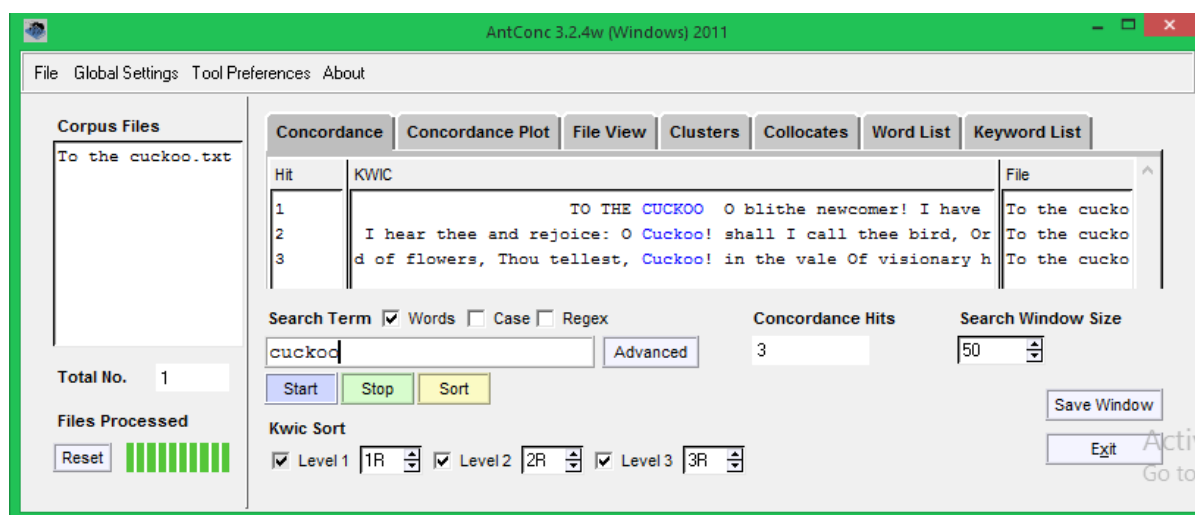 AntConc 3.2.4w (Windows) 2011
File Global Settings Tool Preferences About
Corpus Files
To the cuckoo.txt
Total No. 1
Files Processed
Reset
Concordance Concordance Plot File View Clusters Collocates Word List Keyword List
Hit KWIC File
1 TO THE CUCKOO O blithe newcomer! I have To the cucko
2 I hear thee and rejoice: O Cuckoo! shall I call thee bird, Or To the cucko
3 d of flowers, Thou tellest, Cuckoo! in the vale Of visionary h To the cucko
Search Term Words Case Regex Concordance Hits Search Window Size
cuckoo Advanced 3 50
Start Stop Sort
Save Window
Kwic Sort
Level 1 1R Level 2 2R Level 3 3R
Exit
Activ
Go to